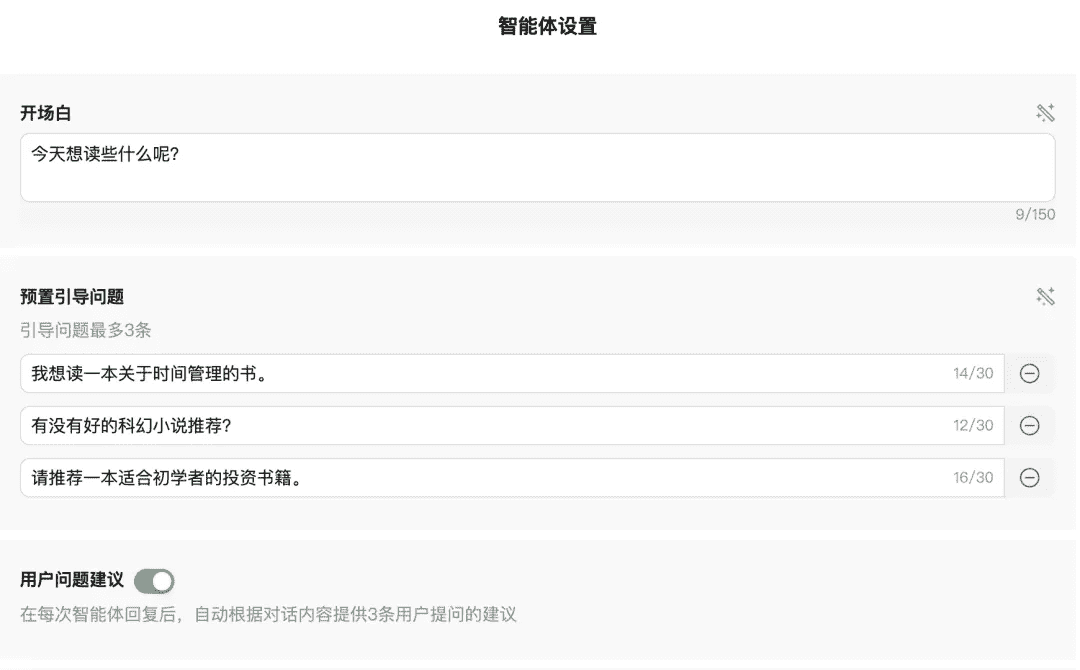 智能体设置
开场白
今天想读些什么呢?
9/150
预置引导问题
引导问题最多3条
我想读一本关于时间管理的书。 14/30
有没有好的科幻小说推荐? 12/30
请推荐一本适合初学者的投资书籍。 16/30
用户问题建议
在每次智能体回复后，自动根据对话内容提供3条用户提问的建议